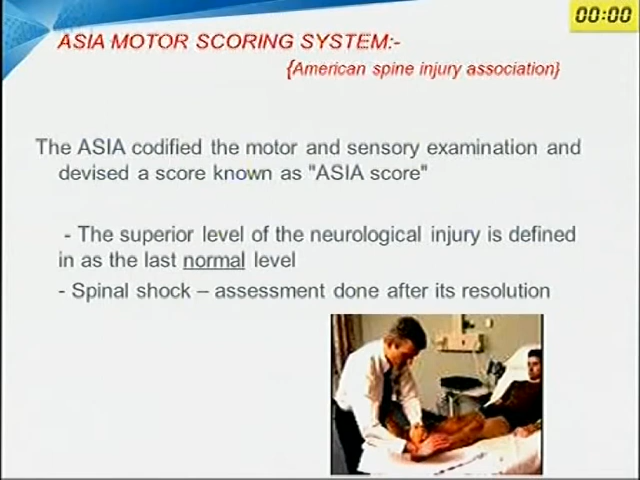 00:00
ASIA MOTOR SCORING SYSTEM:-
{American spine injury association}
The ASIA codified the motor and sensory examination and
devised a score known as "ASIA score"
- The superior level of the neurological injury is defined
in as the last normal level
- Spinal shock – assessment done after its resolution